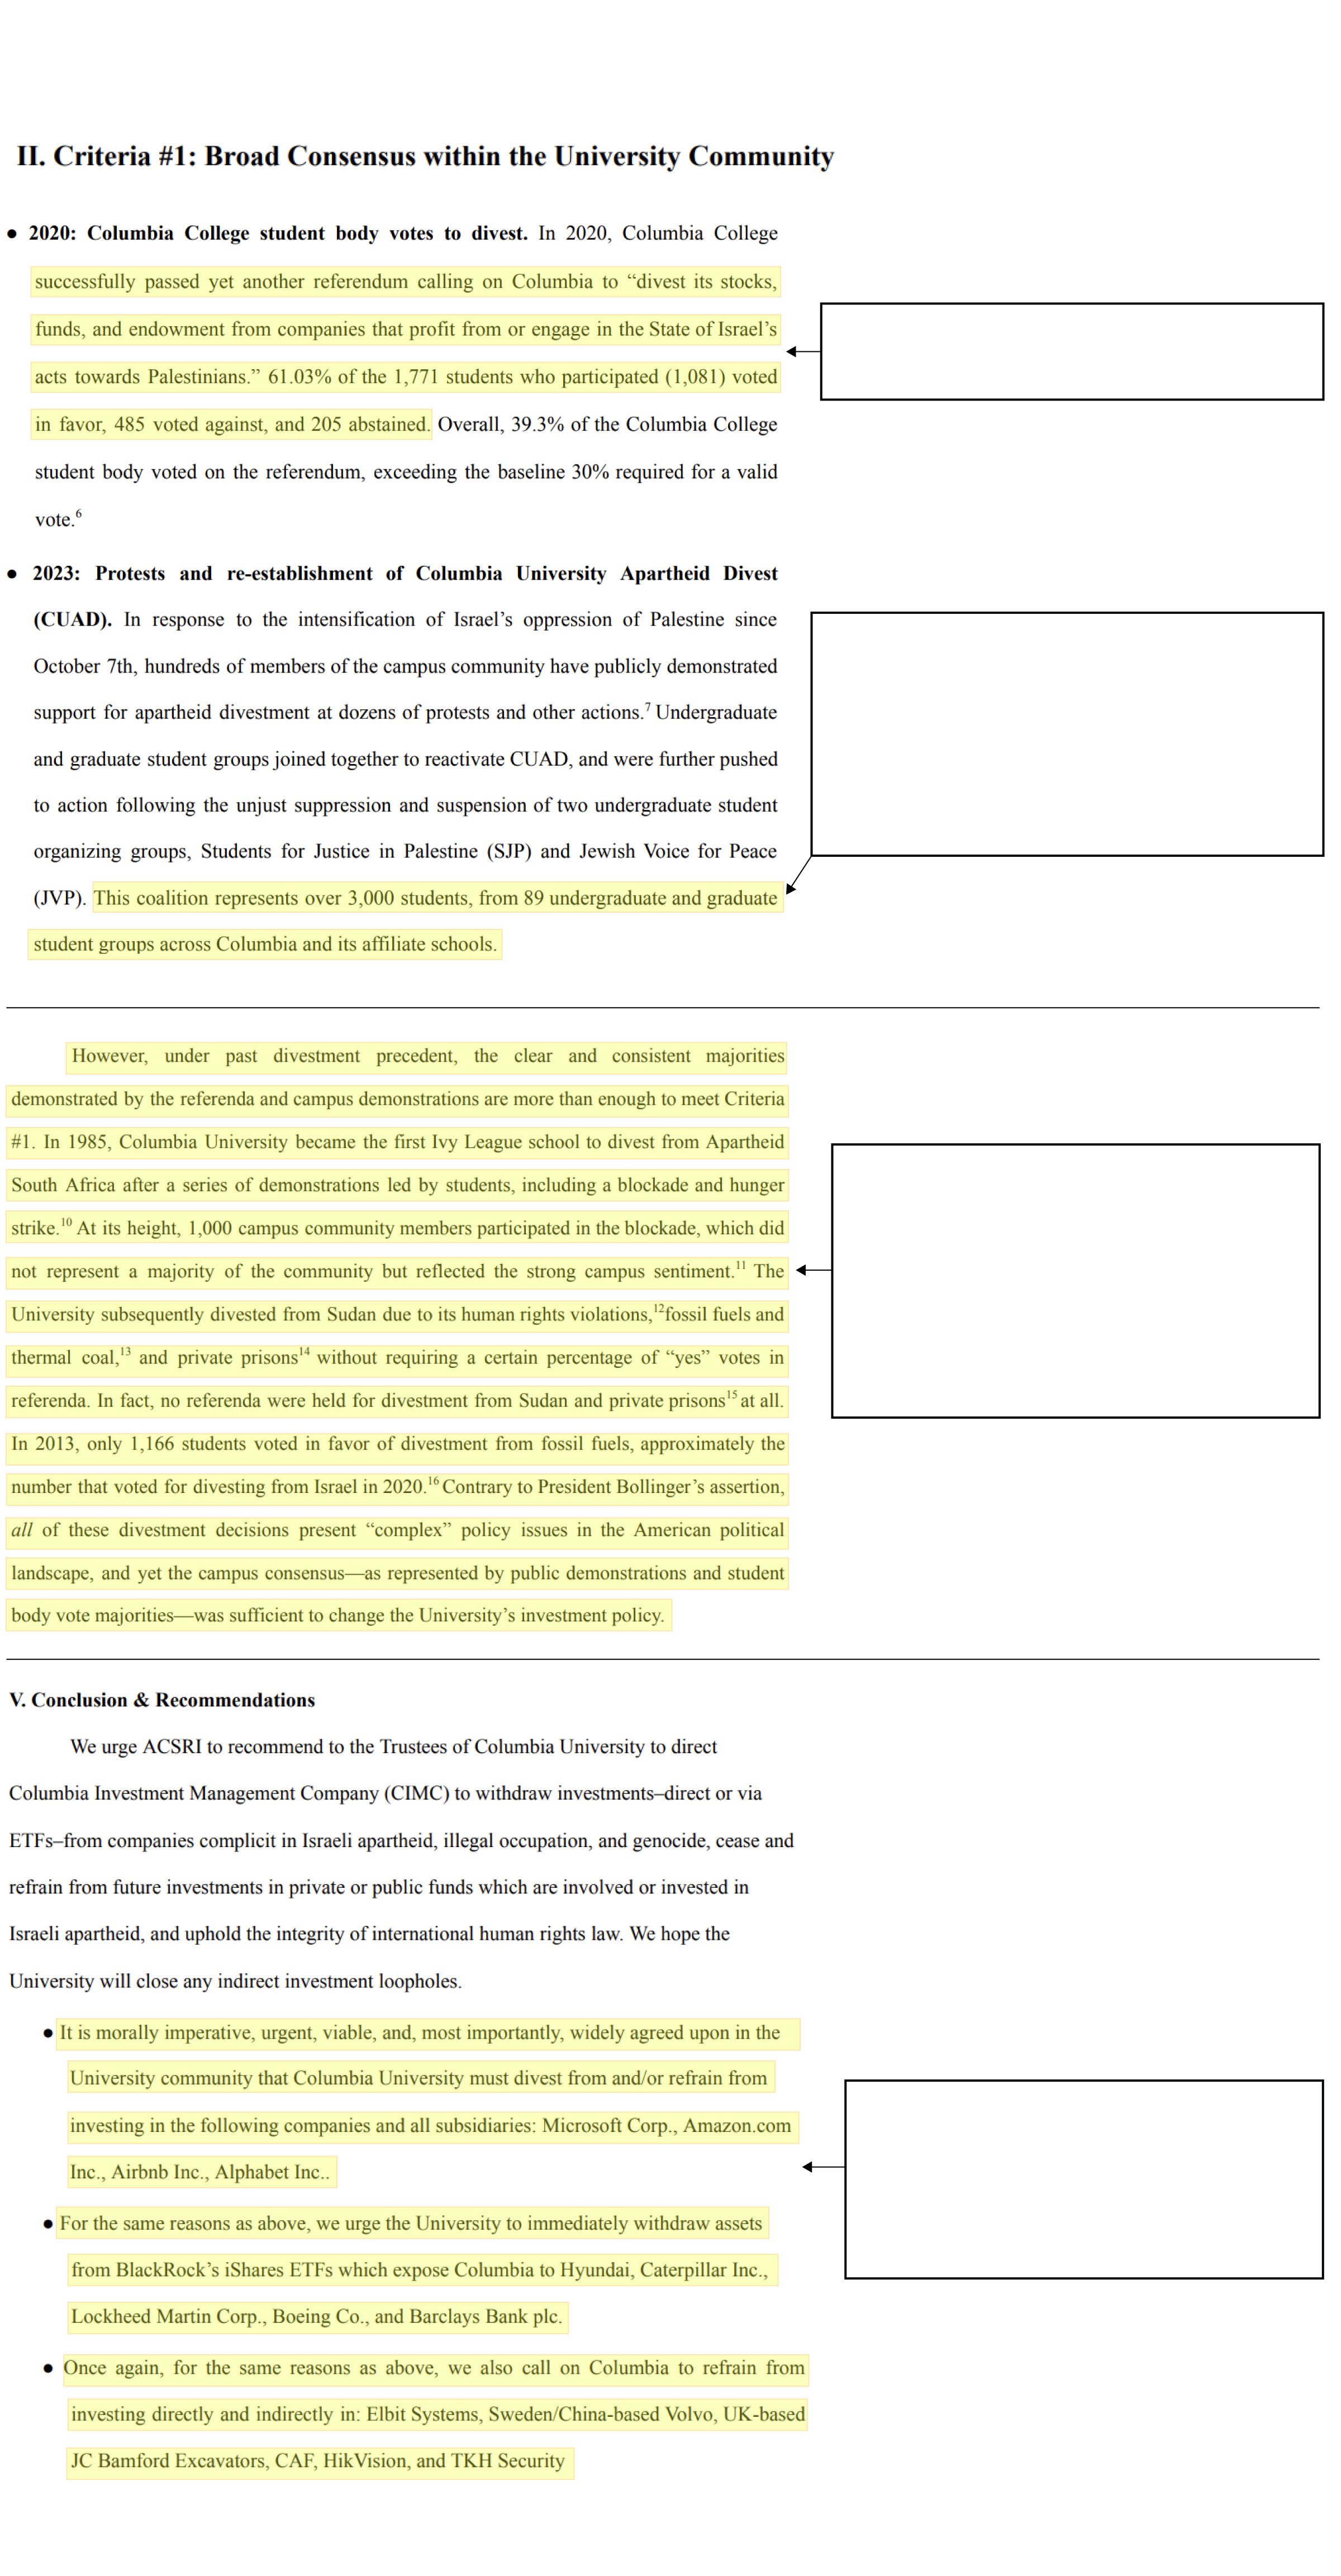 II. Criteria #1: Broad Consensus within the University Community
● 2020: Columbia College student body votes to divest. In 2020, Columbia College
successfully passed yet another referendum calling on Columbia to “divest its stocks,
funds, and endowment from companies that profit from or engage in the State of Israel’s
acts towards Palestinians.” 61.03% of the 1,771 students who participated (1,081) voted
in favor, 485 voted against, and 205 abstained. Overall, 39.3% of the Columbia College
student body voted on the referendum, exceeding the baseline 30% required for a valid
vote.6
● 2023: Protests and re-establishment of Columbia University Apartheid Divest
(CUAD). In response to the intensification of Israel’s oppression of Palestine since
October 7th, hundreds of members of the campus community have publicly demonstrated
support for apartheid divestment at dozens of protests and other actions.7 Undergraduate
and graduate student groups joined together to reactivate CUAD, and were further pushed
to action following the unjust suppression and suspension of two undergraduate student
organizing groups, Students for Justice in Palestine (SJP) and Jewish Voice for Peace
(JVP). This coalition represents over 3,000 students, from 89 undergraduate and graduate
student groups across Columbia and its affiliate schools.
However, under past divestment precedent, the clear and consistent majorities
demonstrated by the referenda and campus demonstrations are more than enough to meet Criteria
#1. In 1985, Columbia University became the first Ivy League school to divest from Apartheid
South Africa after a series of demonstrations led by students, including a blockade and hunger
strike.10 At its height, 1,000 campus community members participated in the blockade, which did
not represent a majority of the community but reflected the strong campus sentiment.11 The
University subsequently divested from Sudan due to its human rights violations,12fossil fuels and
thermal coal,13 and private prisons14 without requiring a certain percentage of “yes” votes in
referenda. In fact, no referenda were held for divestment from Sudan and private prisons15 at all.
In 2013, only 1,166 students voted in favor of divestment from fossil fuels, approximately the
number that voted for divesting from Israel in 2020.16 Contrary to President Bollinger’s assertion,
all of these divestment decisions present “complex” policy issues in the American political
landscape, and yet the campus consensus—as represented by public demonstrations and student
body vote majorities—was sufficient to change the University’s investment policy.
V. Conclusion & Recommendations
We urge ACSRI to recommend to the Trustees of Columbia University to direct
Columbia Investment Management Company (CIMC) to withdraw investments–direct or via
ETFs–from companies complicit in Israeli apartheid, illegal occupation, and genocide, cease and
refrain from future investments in private or public funds which are involved or invested in
Israeli apartheid, and uphold the integrity of international human rights law. We hope the
University will close any indirect investment loopholes.
● It is morally imperative, urgent, viable, and, most importantly, widely agreed upon in the
University community that Columbia University must divest from and/or refrain from
investing in the following companies and all subsidiaries: Microsoft Corp., Amazon.com
Inc., Airbnb Inc., Alphabet Inc..
● For the same reasons as above, we urge the University to immediately withdraw assets
from BlackRock’s iShares ETFs which expose Columbia to Hyundai, Caterpillar Inc.,
Lockheed Martin Corp., Boeing Co., and Barclays Bank plc.
● Once again, for the same reasons as above, we also call on Columbia to refrain from
investing directly and indirectly in: Elbit Systems, Sweden/China-based Volvo, UK-based
JC Bamford Excavators, CAF, HikVision, and TKH Security